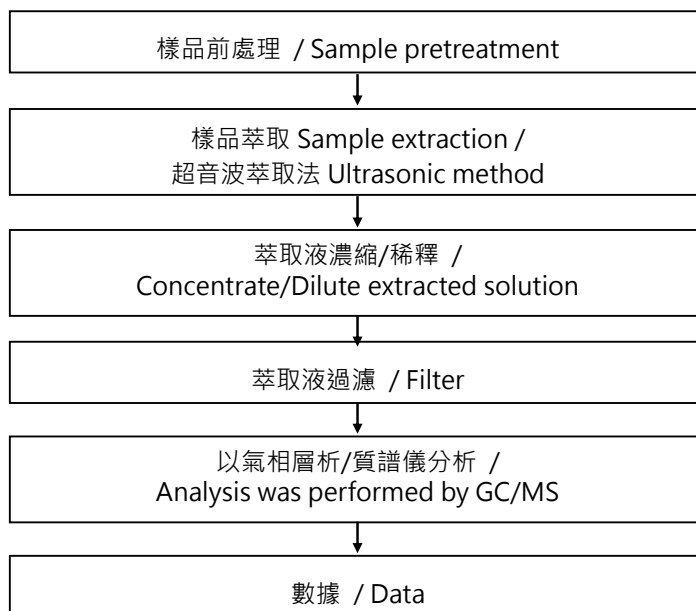 樣品前處理 / Sample pretreatment
樣品萃取 Sample extraction /
超音波萃取法 Ultrasonic method
萃取液濃縮/稀釋 /
Concentrate/Dilute extracted solution
萃取液過濾 / Filter
以氣相層析/質譜儀分析 /
Analysis was performed by GC/MS
數據 / Data